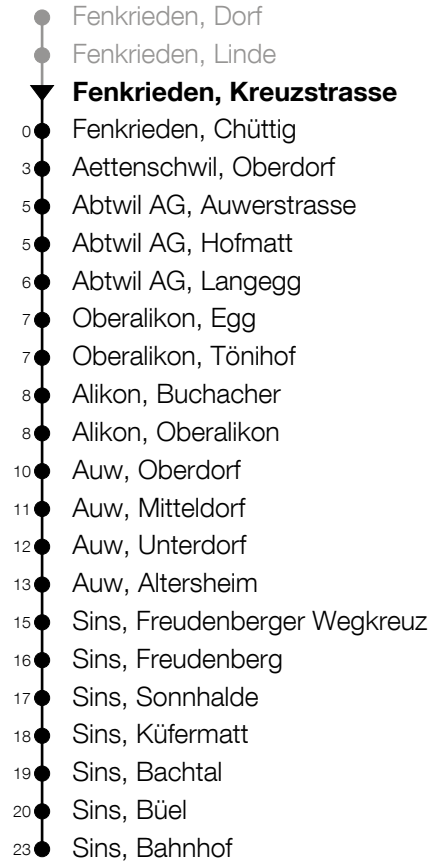 Fenkrieden, Dorf
Fenkrieden, Linde
Fenkrieden, Kreuzstrasse
0 Fenkrieden, Chüttig
3 Aettenschwil, Oberdorf
5 Abtwil AG, Auwerstrasse
5 Abtwil AG, Hofmatt
6 Abtwil AG, Langegg
7 Oberalikon, Egg
7 Oberalikon, Tönihof
8 Alikon, Buchacher
8 Alikon, Oberalikon
10 Auw, Oberdorf
11 Auw, Mitteldorf
12 Auw, Unterdorf
13 Auw, Altersheim
15 Sins, Freudenberger Wegkreuz
16 Sins, Freudenberg
17 Sins, Sonnhalde
18 Sins, Küfermatt
19 Sins, Bachtal
20 Sins, Büel
23 Sins, Bahnhof